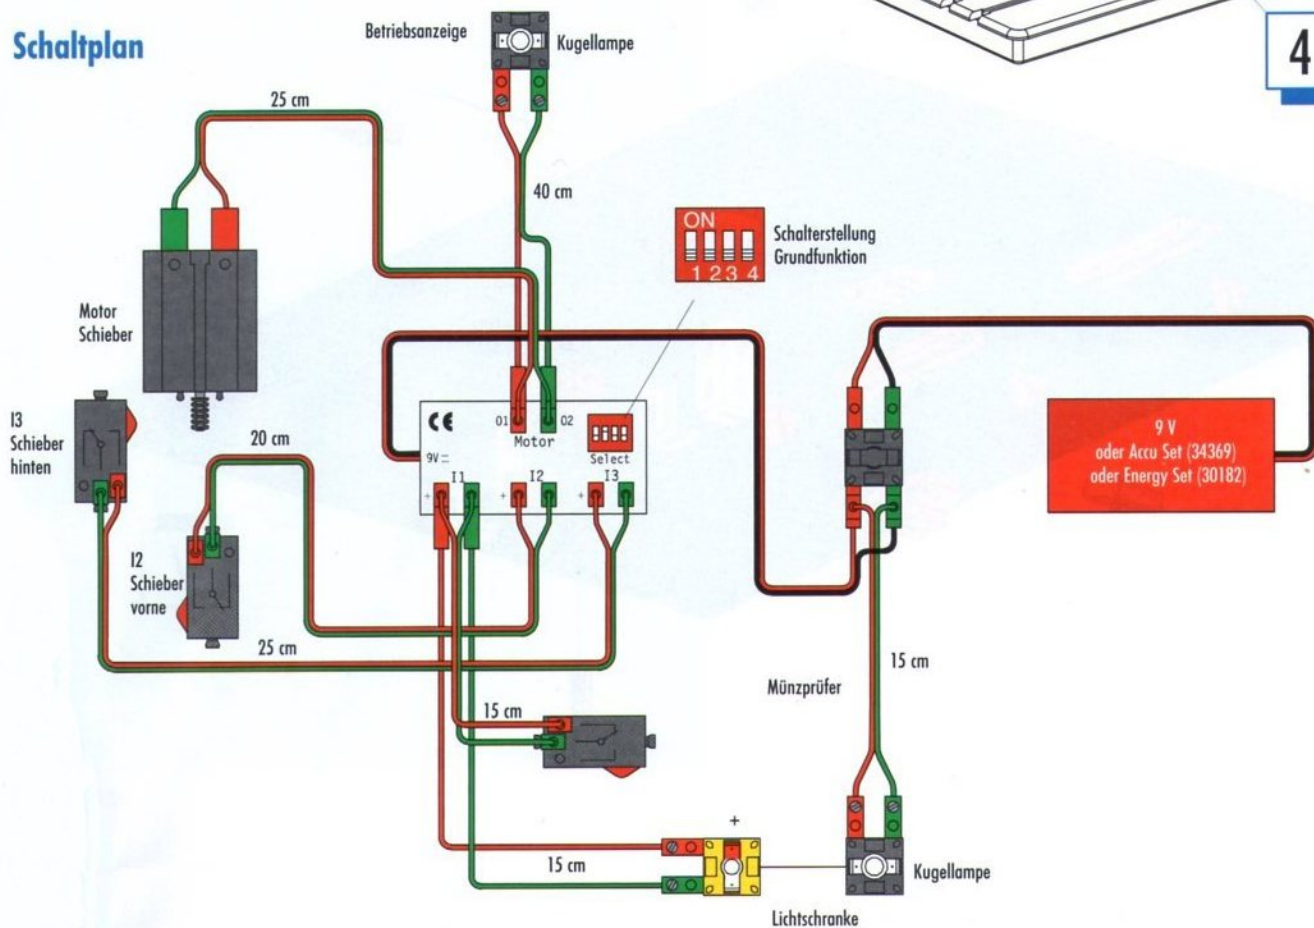 Schaltplan
Betriebsanzeige
Kugellampe
4
25 cm
40 cm
ON
1 2 3 4
Schalterstellung
Grundfunktion
Motor
Schieber
I3
Schieber
hinten
20 cm
CE
O1
O2
Motor
9V
Select
+ I1
+ I2
+ I3
9 V
oder Accu Set (34369)
oder Energy Set (30182)
I2
Schieber
vorne
25 cm
15 cm
Münzprüfer
15 cm
+
15 cm
Kugellampe
Lichtschranke